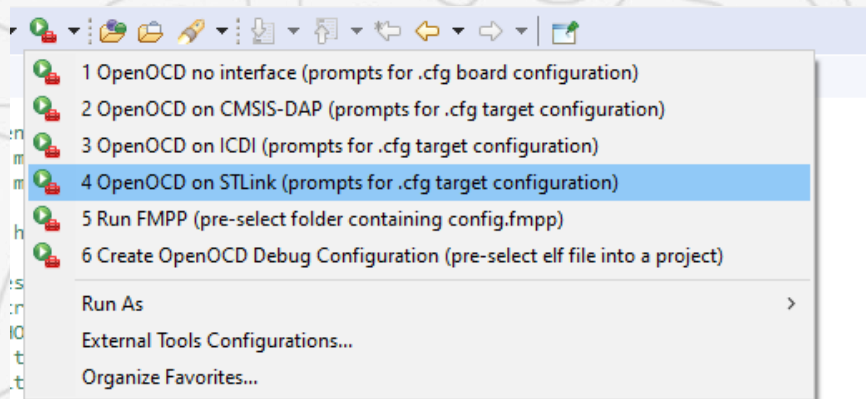 1 OpenOCD no interface (prompts for .cfg board configuration)
2 OpenOCD on CMSIS-DAP (prompts for .cfg target configuration)
3 OpenOCD on ICDI (prompts for .cfg target configuration)
4 OpenOCD on STLink (prompts for .cfg target configuration)
5 Run FMPP (pre-select folder containing config.fmpp)
6 Create OpenOCD Debug Configuration (pre-select elf file into a project)
Run As
External Tools Configurations...
Organize Favorites...